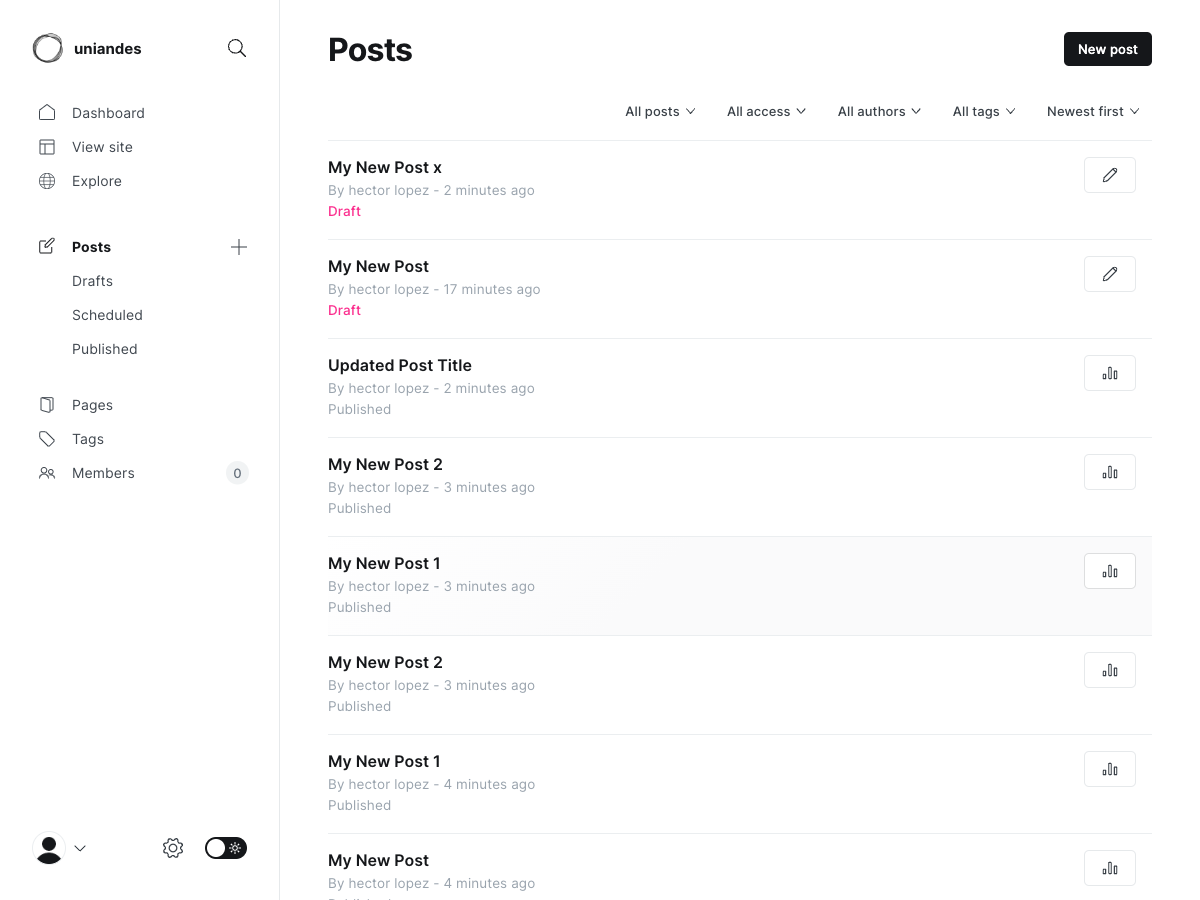 uniandes
Dashboard
View site
Explore
Posts
Drafts
Scheduled
Published
Pages
Tags
Members 0
Posts
New post
All posts All access All authors All tags Newest first
My New Post x
By hector lopez - 2 minutes ago
Draft
My New Post
By hector lopez - 17 minutes ago
Draft
Updated Post Title
By hector lopez - 2 minutes ago
Published
My New Post 2
By hector lopez - 3 minutes ago
Published
My New Post 1
By hector lopez - 3 minutes ago
Published
My New Post 2
By hector lopez - 3 minutes ago
Published
My New Post 1
By hector lopez - 4 minutes ago
Published
My New Post
By hector lopez - 4 minutes ago